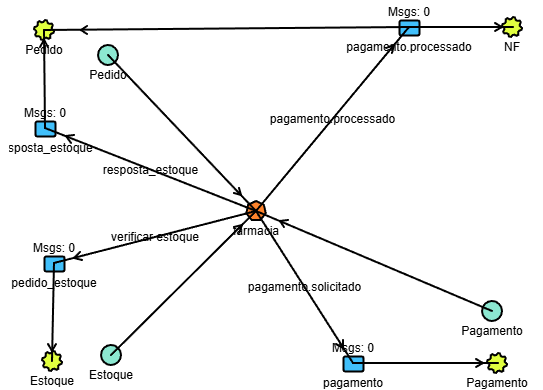 Msgs: 0
Pedido
pagamento.processado
NF
Pedido
Msgs: 0
sposta_estoque
pagamento.processado
resposta_estoque
farmacia
verificar estoque
Msgs: 0
pedido_estoque
pagamento.solicitado
Pagamento
Msgs: 0
Estoque
Estoque
pagamento
Pagamento